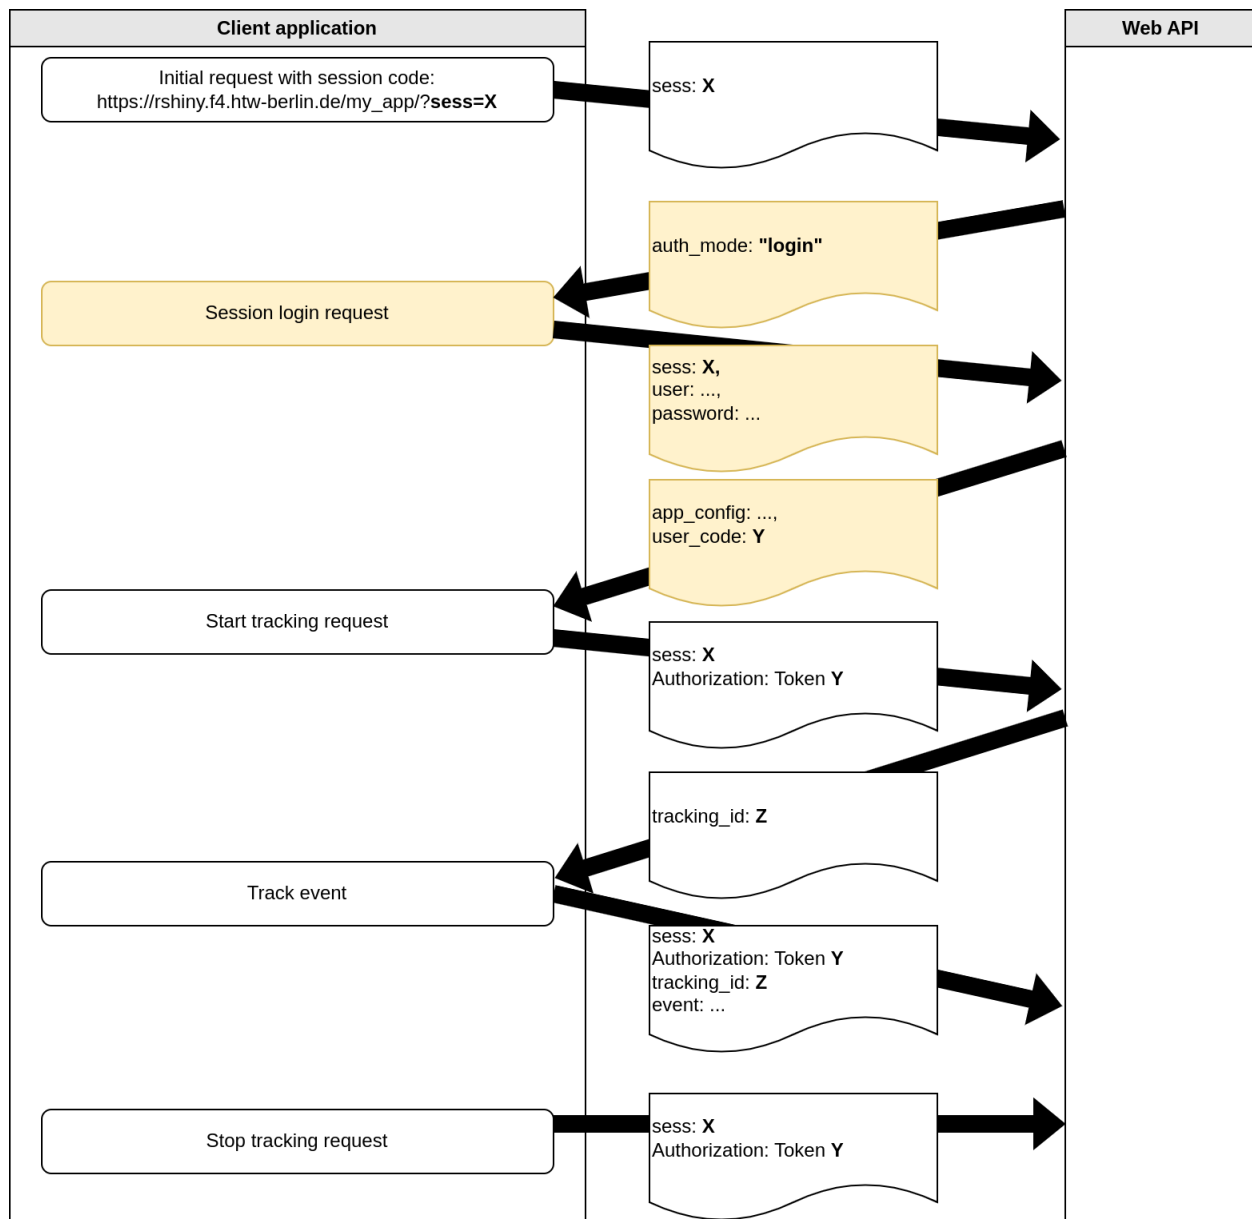 Client application
Web API
Initial request with session code:
https://rshiny.f4.htw-berlin.de/my_app/?sess=X
sess: X
auth_mode: "login"
Session login request
sess: X,
user: ...,
password: ...
app_config: ...,
user_code: Y
Start tracking request
sess: X
Authorization: Token Y
tracking_id: Z
Track event
sess: X
Authorization: Token Y
tracking_id: Z
event: ...
Stop tracking request
sess: X
Authorization: Token Y